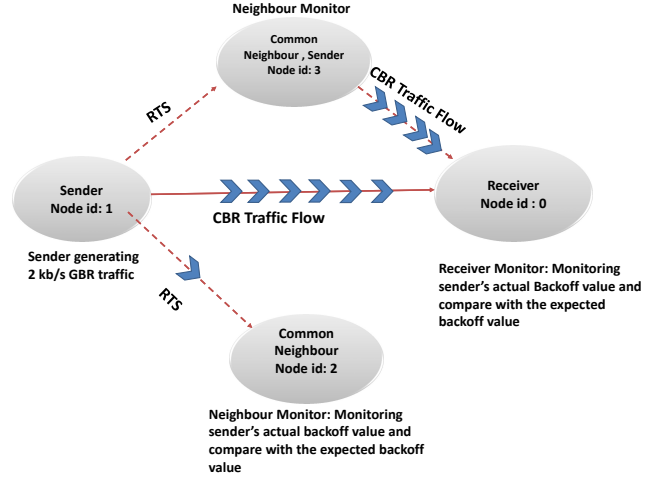 Neighbour Monitor
Common
Neighbour , Sender
Node id: 3
CBR Traffic Flow
RTS
Sender
Node id: 1
Receiver
Node id : 0
CBR Traffic Flow
Sender generating
2 kb/s GBR traffic
Receiver Monitor: Monitoring
sender’s actual Backoff value and
compare with the expected
backoff value
RTS
Common
Neighbour
Node id: 2
Neighbour Monitor: Monitoring
sender’s actual backoff value and
compare with the expected backoff
value